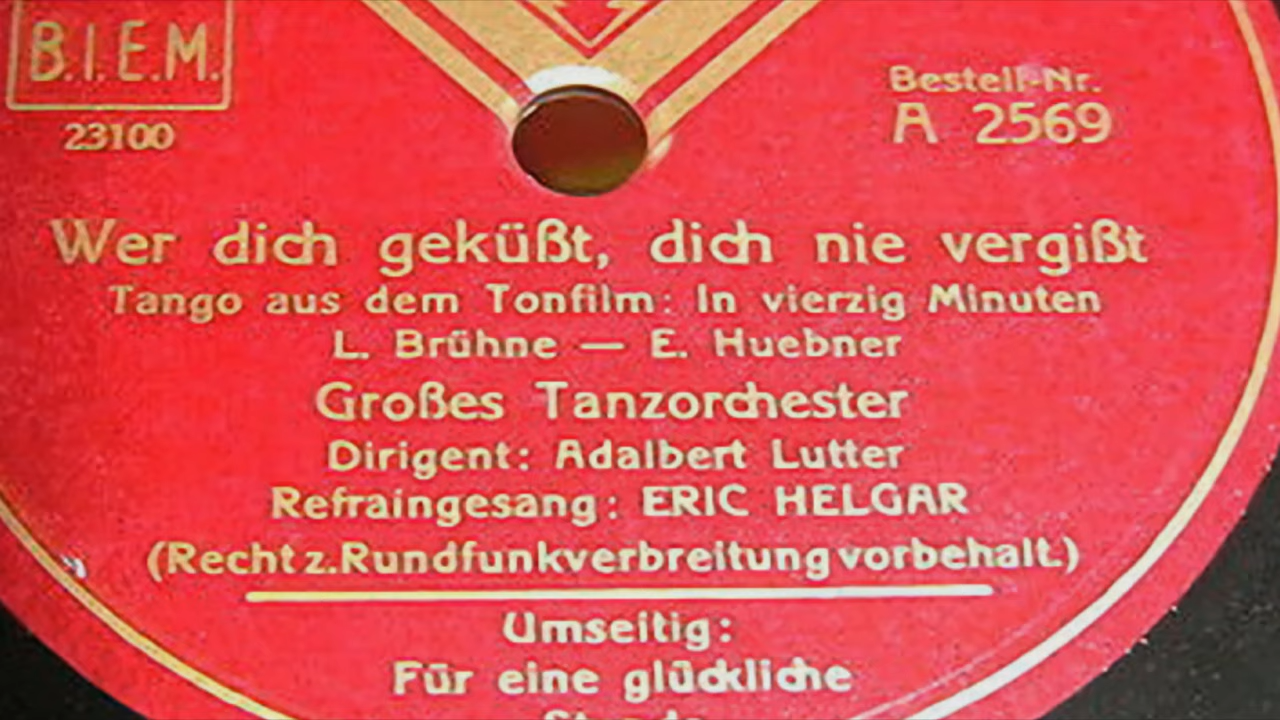 B.I.E.M.
23100
Bestell-Nr.
A 2569
Wer dich geküßt, dich nie vergißt
Tango aus dem Tonfilm: In vierzig Minuten
L. Brühne — E. Huebner
Großes Tanzorchester
Dirigent: Adalbert Lutter
Refraingesang: ERIC HELGAR
(Recht z. Rundfunkverbreitung vorbehalt.)
Umseitig:
Für eine glückliche